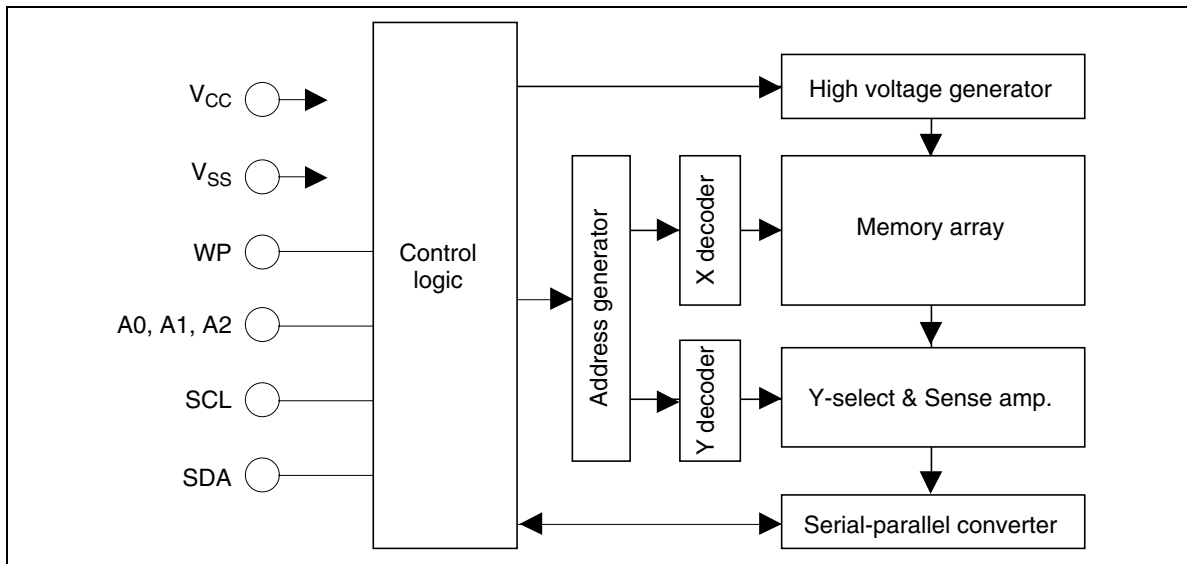 V_CC
V_SS
WP
A0, A1, A2
SCL
SDA
Control
logic
Address generator
X decoder
Y decoder
High voltage generator
Memory array
Y-select & Sense amp.
Serial-parallel converter